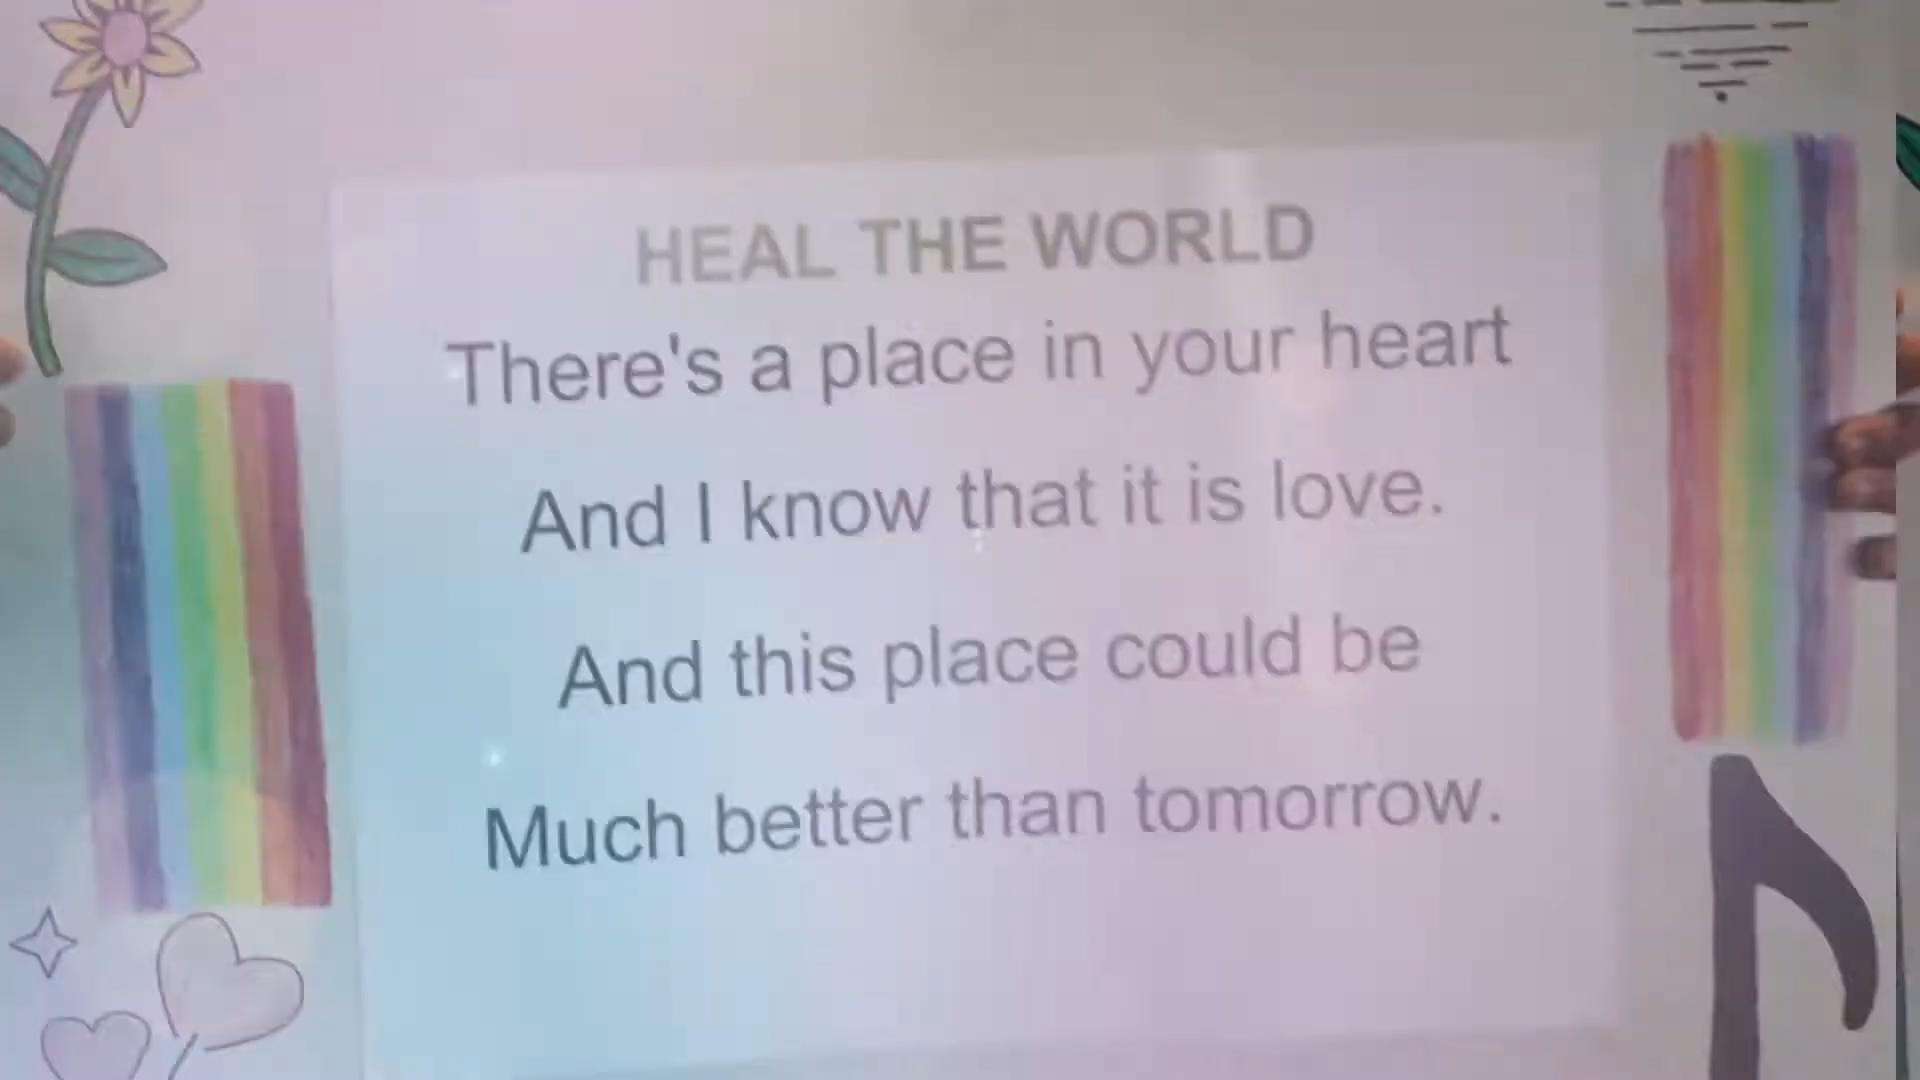 HEAL THE WORLD
There's a place in your heart
And I know that it is love.
And this place could be
Much better than tomorrow.